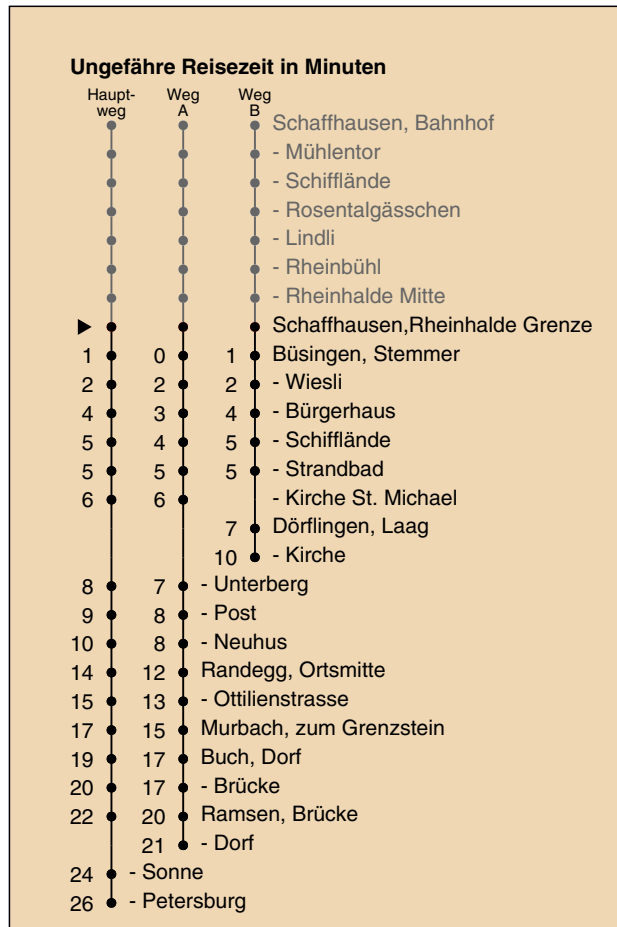 Ungefähre Reisezeit in Minuten
Haupt- Weg Weg
weg A B
Schaffhausen, Bahnhof
- Mühlentor
- Schifflände
- Rosentalgässchen
- Lindli
- Rheinbühl
- Rheinhalde Mitte
Schaffhausen,Rheinhalde Grenze
1 0 1 Büsingen, Stemmer
2 2 2 - Wiesli
4 3 4 - Bürgerhaus
5 4 5 - Schifflände
5 5 5 - Strandbad
6 6 - Kirche St. Michael
7 Dörflingen, Laag
10 - Kirche
8 7 - Unterberg
9 8 - Post
10 8 - Neuhus
14 12 Randegg, Ortsmitte
15 13 - Ottilienstrasse
17 15 Murbach, zum Grenzstein
19 17 Buch, Dorf
20 17 - Brücke
22 20 Ramsen, Brücke
21 - Dorf
24 - Sonne
26 - Petersburg